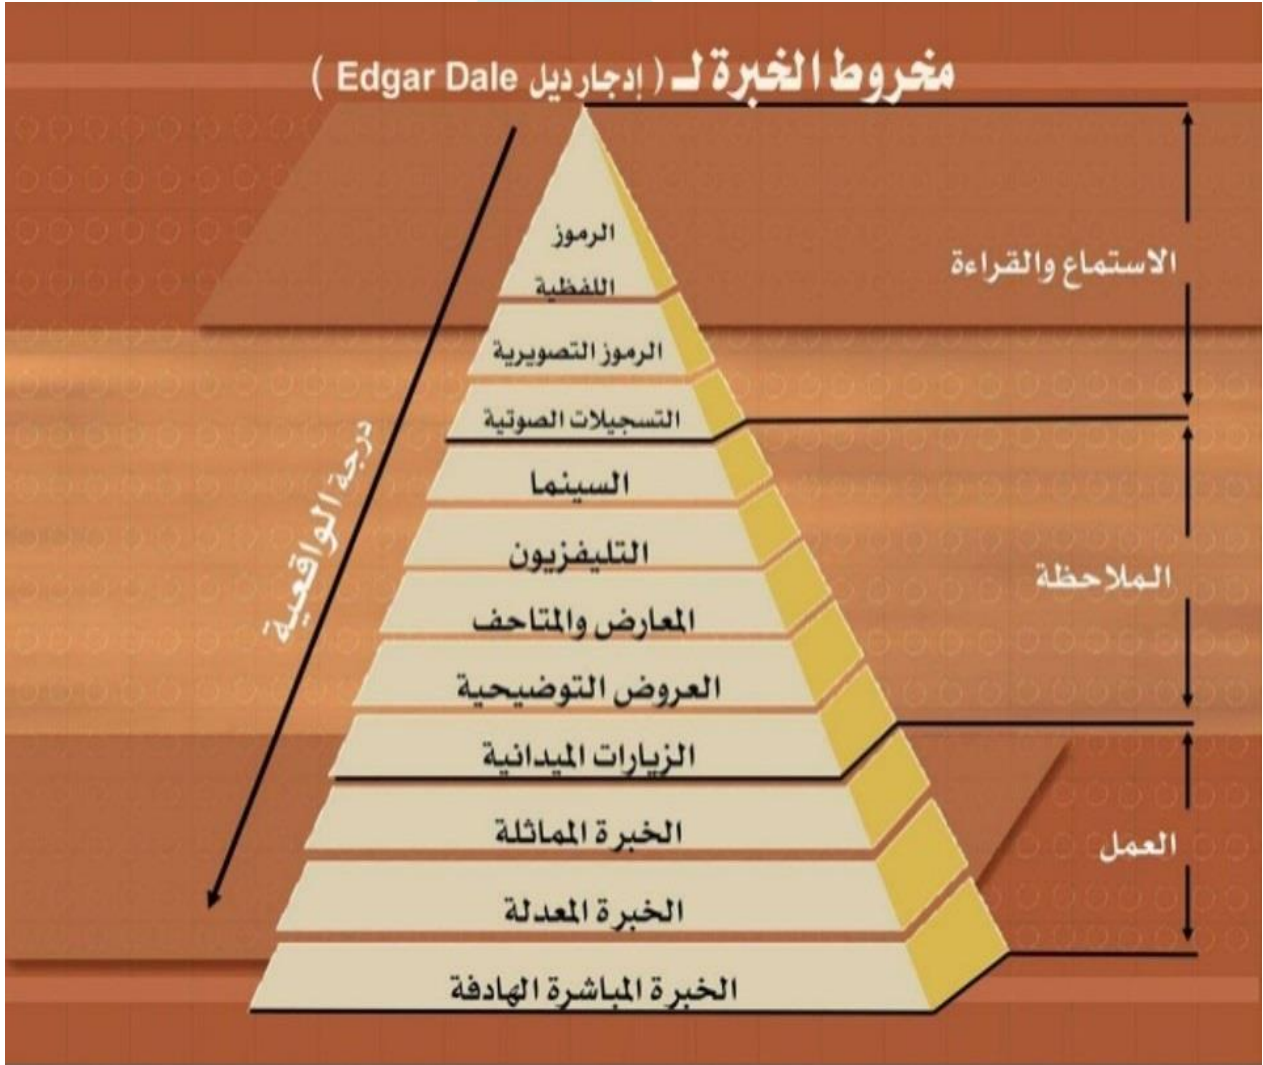 مخروط الخبرة لـ ( إدجار ديل Edgar Dale )
الرموز
اللفظية
الرموز التصويرية
التسجيلات الصوتية
السينما
التليفزيون
المعارض والمتاحف
العروض التوضيحية
الزيارات الميدانية
الخبرة المماثلة
الخبرة المعدلة
الخبرة المباشرة الهادفة
الاستماع والقراءة
الملاحظة
العمل
درجة الواقعية